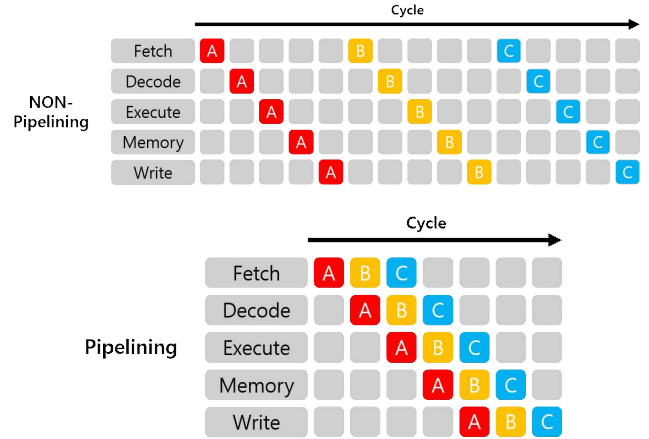 Cycle
Fetch A B C
Decode A B C
NON-
Pipelining
Execute A B C
Memory A B C
Write A B C
Cycle
Fetch A B C
Decode A B C
Pipelining
Execute A B C
Memory A B C
Write A B C